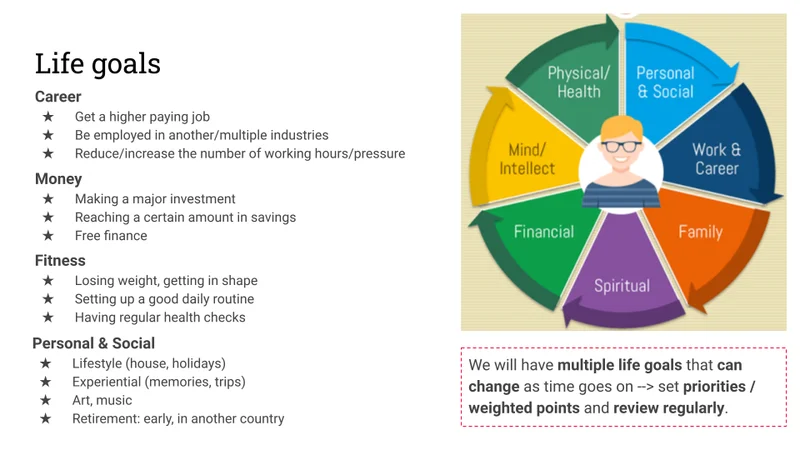 Life goals
Career
★ Get a higher paying job
★ Be employed in another/multiple industries
★ Reduce/increase the number of working hours/pressure
Money
★ Making a major investment
★ Reaching a certain amount in savings
★ Free finance
Fitness
★ Losing weight, getting in shape
★ Setting up a good daily routine
★ Having regular health checks
Personal & Social
★ Lifestyle (house, holidays)
★ Experiential (memories, trips)
★ Art, music
★ Retirement: early, in another country
Physical/
Health
Personal
& Social
Mind/
Intellect
Work &
Career
Financial
Family
Spiritual
We will have multiple life goals that can
change as time goes on --> set priorities /
weighted points and review regularly.